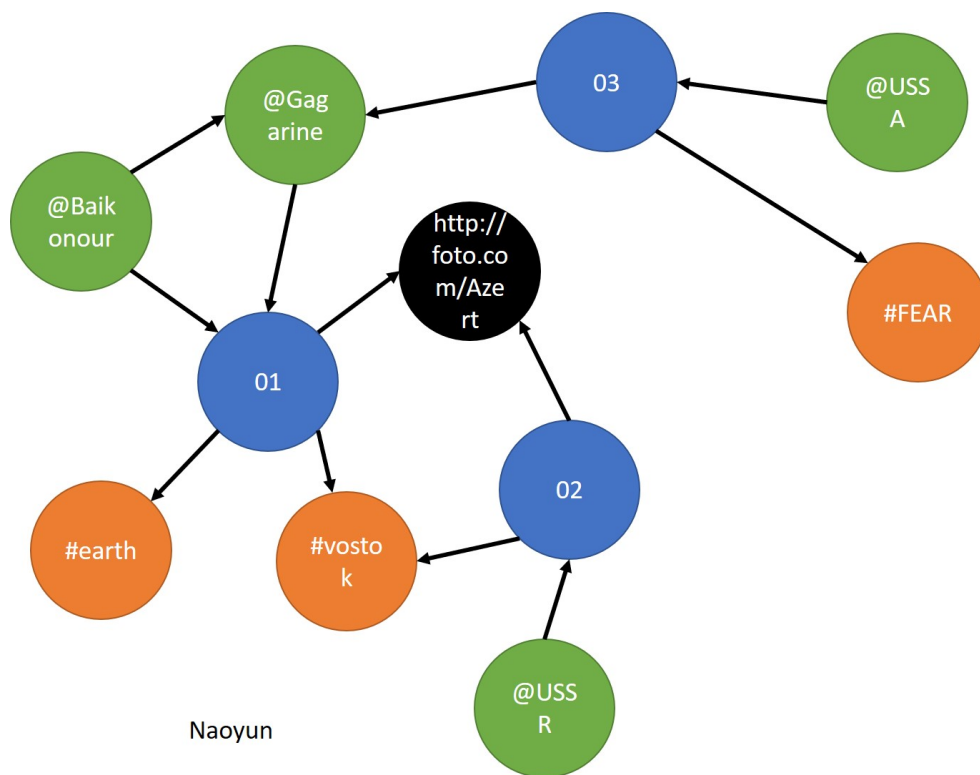 03
@USS
A
@Gag
arine
@Baik
onour
http://
foto.co
m/Aze
rt
#FEAR
01
02
#earth
#vosto
k
@USS
R
Naoyun